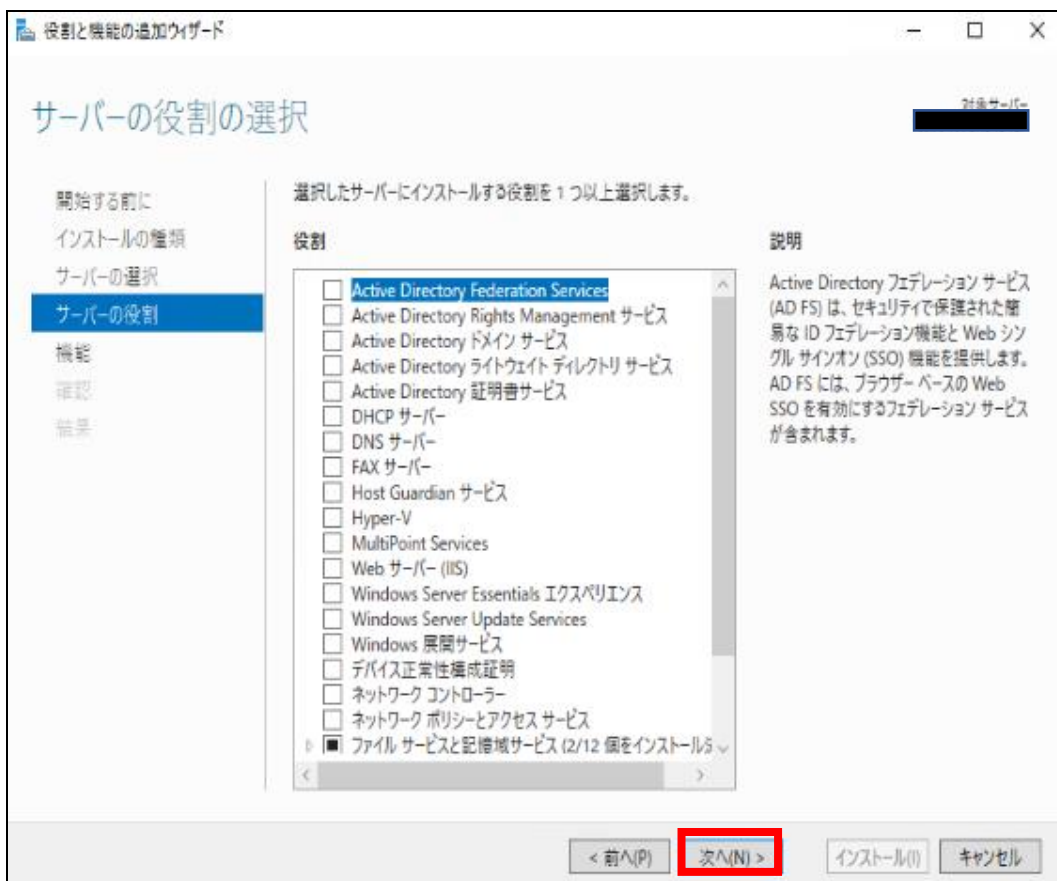 役割と機能の追加ウィザード
サーバーの役割の選択
対象サーバー
開始する前に
インストールの種類
サーバーの選択
サーバーの役割
機能
確認
結果
選択したサーバーにインストールする役割を 1 つ以上選択します。
役割
Active Directory Federation Services
Active Directory Rights Management サービス
Active Directory ドメイン サービス
Active Directory ライトウェイト ディレクトリ サービス
Active Directory 証明書サービス
DHCP サーバー
DNS サーバー
FAX サーバー
Host Guardian サービス
Hyper-V
MultiPoint Services
Web サーバー (IIS)
Windows Server Essentials エクスペリエンス
Windows Server Update Services
Windows 展開サービス
デバイス正常性構成証明
ネットワーク コントローラー
ネットワーク ポリシーとアクセス サービス
ファイル サービスと記憶域サービス (2/12 個をインストール
説明
Active Directory フェデレーション サービス
(AD FS) は、セキュリティで保護された簡
易な ID フェデレーション機能と Web シン
グル サインオン (SSO) 機能を提供します。
AD FS には、ブラウザー ベースの Web
SSO を有効にするフェデレーション サービス
が含まれます。
< 前へ(P)
次へ(N) >
インストール(I)
キャンセル